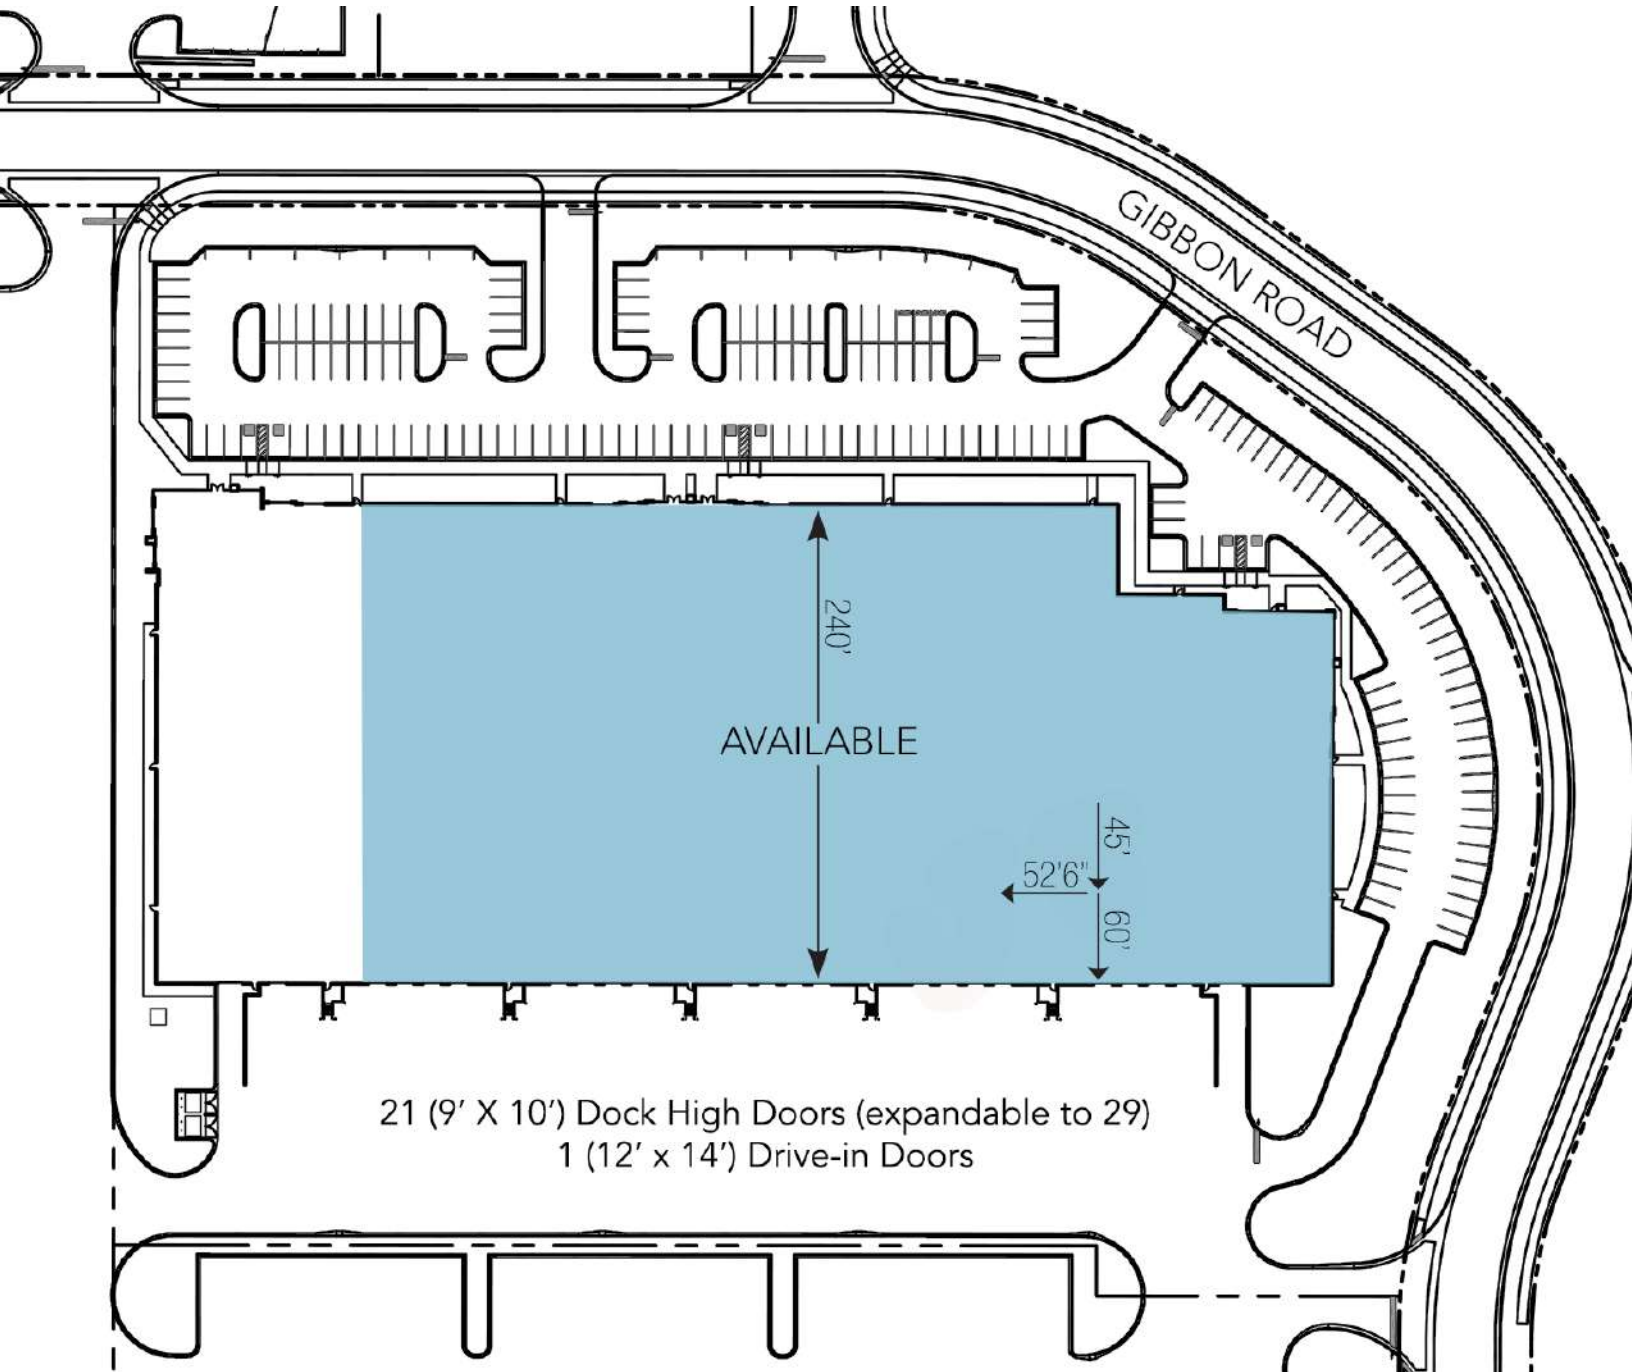 GIBBON ROAD
240'
AVAILABLE
45'
52'6"
60'
21 (9' X 10') Dock High Doors (expandable to 29)
1 (12' x 14') Drive-in Doors